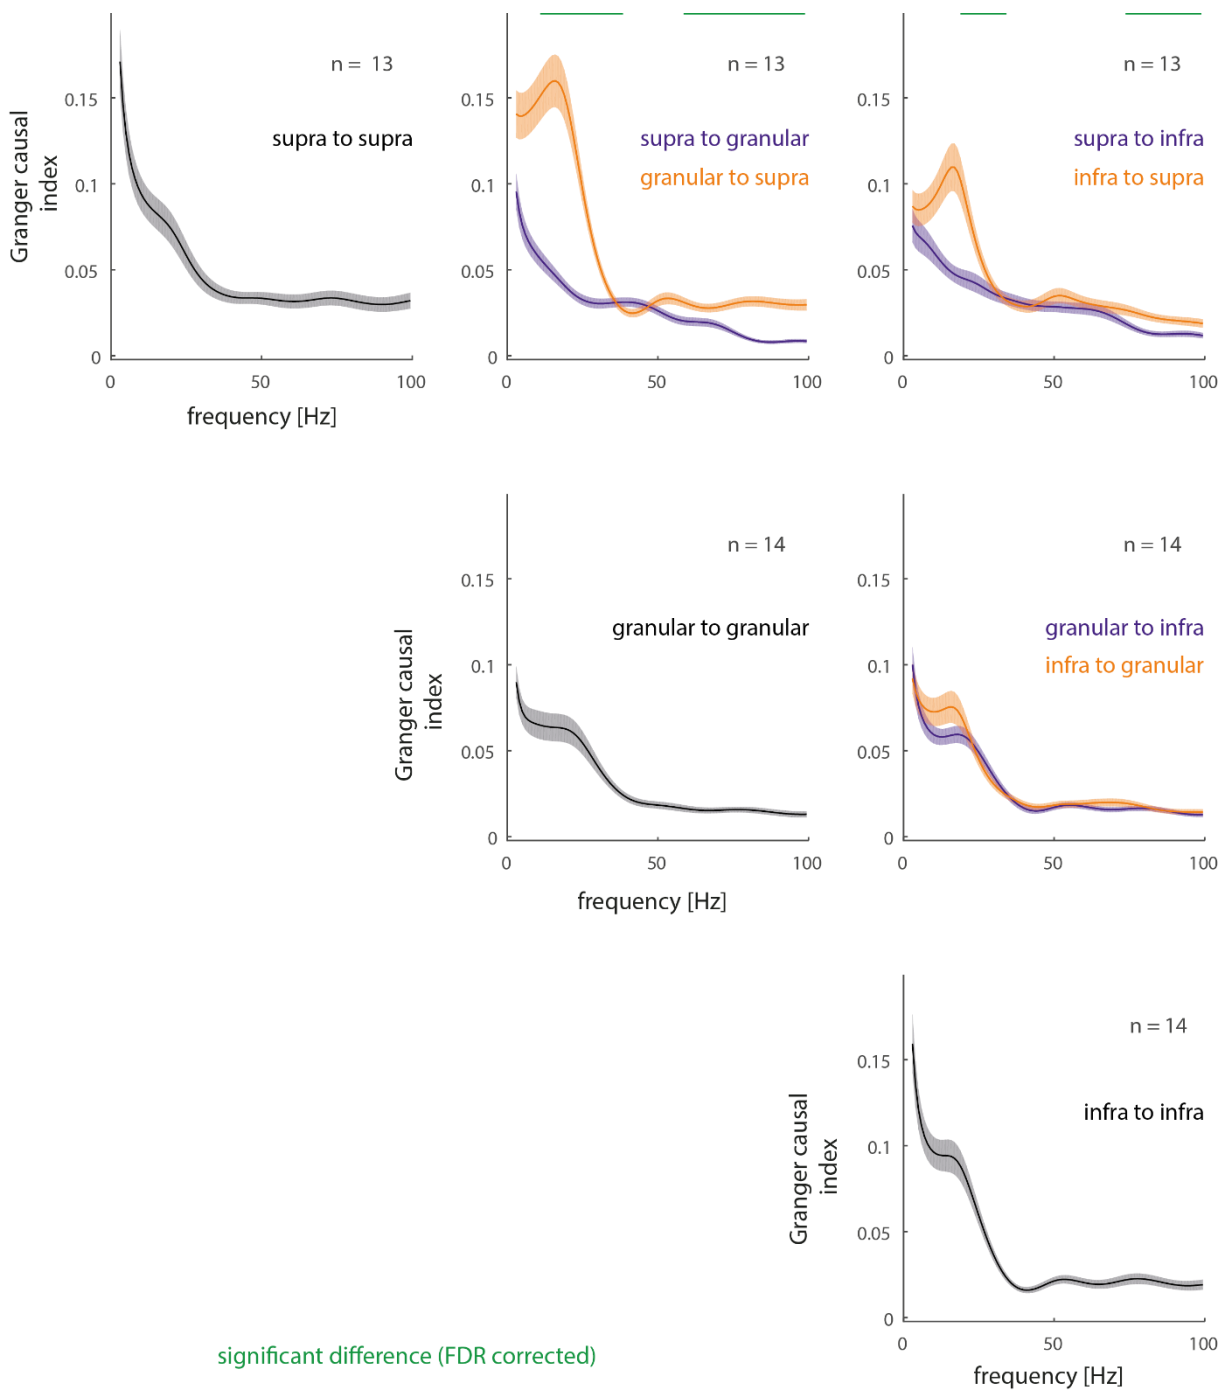 n = 13
supra to supra
Granger causal
index
0.15
0.1
0.05
0
0
50
100
frequency [Hz]
n = 13
supra to granular
granular to supra
0.15
0.1
0.05
0
0
50
100
n = 13
supra to infra
infra to supra
0.15
0.1
0.05
0
0
50
100
n = 14
granular to granular
Granger causal
index
0.15
0.1
0.05
0
0
50
100
frequency [Hz]
n = 14
granular to infra
infra to granular
0.15
0.1
0.05
0
0
50
100
n = 14
infra to infra
Granger causal
index
0.15
0.1
0.05
0
0
50
100
frequency [Hz]
significant difference (FDR corrected)